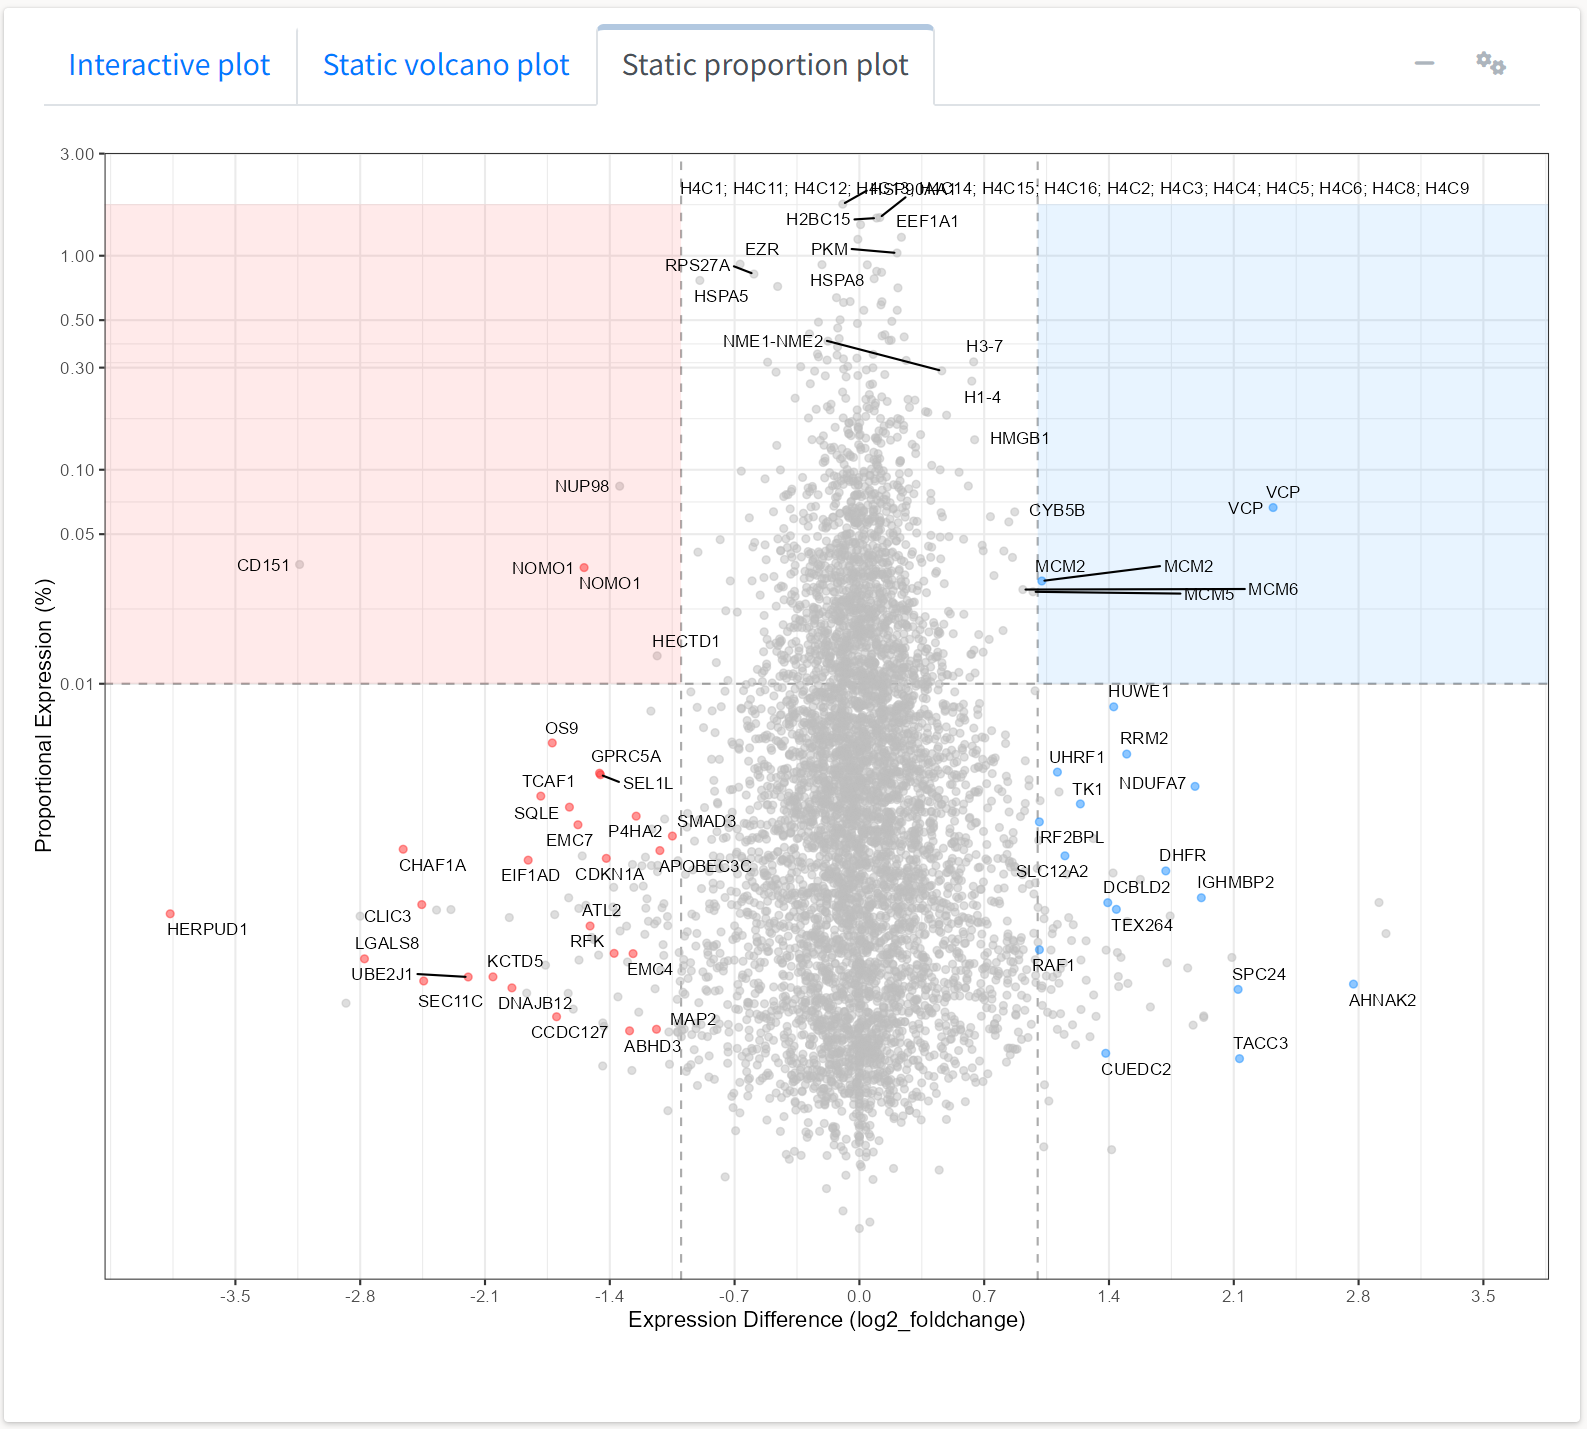 Interactive plot
Static volcano plot
Static proportion plot
3.00
1.00
0.50
0.30
0.10
0.05
0.01
Proportional Expression (%)
H4C1; H4C11; H4C12; H4C13; H4C14; H4C15; H4C16; H4C2; H4C3; H4C4; H4C5; H4C6; H4C8; H4C9
HSP90AA1
H2BC15
EEF1A1
EZR
PKM
RPS27A
HSPA8
HSPA5
NME1-NME2
H3-7
H1-4
HMGB1
NUP98
VCP
VCP
CYB5B
CD151
NOMO1
NOMO1
MCM2
MCM2
MCM6
MCM5
HECTD1
HUWE1
OS9
RRM2
GPRC5A
UHRF1
TCAF1
SEL1L
NDUFA7
TK1
SQLE
SMAD3
P4HA2
EMC7
IRF2BPL
CHAF1A
APOBEC3C
DHFR
EIF1AD
CDKN1A
SLC12A2
IGHMBP2
DCBLD2
CLIC3
ATL2
TEX264
HERPUD1
LGALS8
RFK
KCTD5
EMC4
RAF1
UBE2J1
SPC24
SEC11C
DNAJB12
AHNAK2
MAP2
CCDC127
ABHD3
TACC3
CUEDC2
-3.5
-2.8
-2.1
-1.4
-0.7
0.0
0.7
1.4
2.1
2.8
3.5
Expression Difference (log2_foldchange)